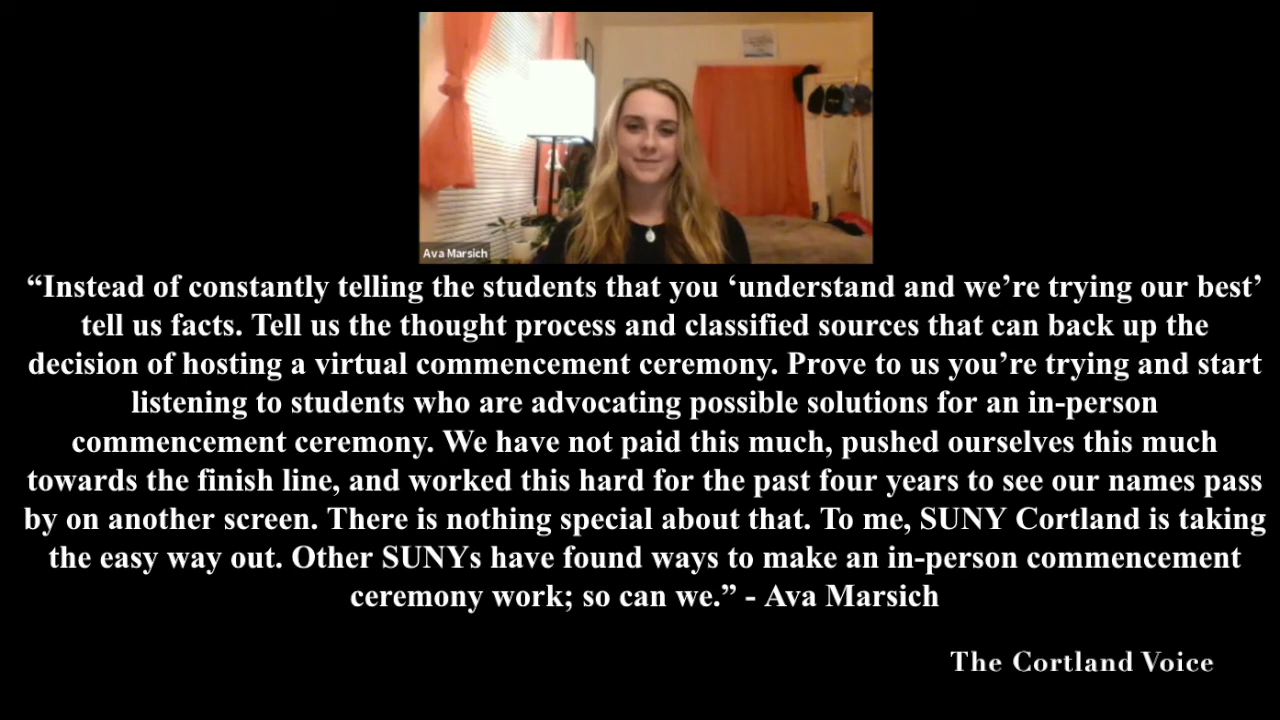 Ava Marsich
“Instead of constantly telling the students that you ‘understand and we’re trying our best’
tell us facts. Tell us the thought process and classified sources that can back up the
decision of hosting a virtual commencement ceremony. Prove to us you’re trying and start
listening to students who are advocating possible solutions for an in-person
commencement ceremony. We have not paid this much, pushed ourselves this much
towards the finish line, and worked this hard for the past four years to see our names pass
by on another screen. There is nothing special about that. To me, SUNY Cortland is taking
the easy way out. Other SUNYs have found ways to make an in-person commencement
ceremony work; so can we.” - Ava Marsich
The Cortland Voice